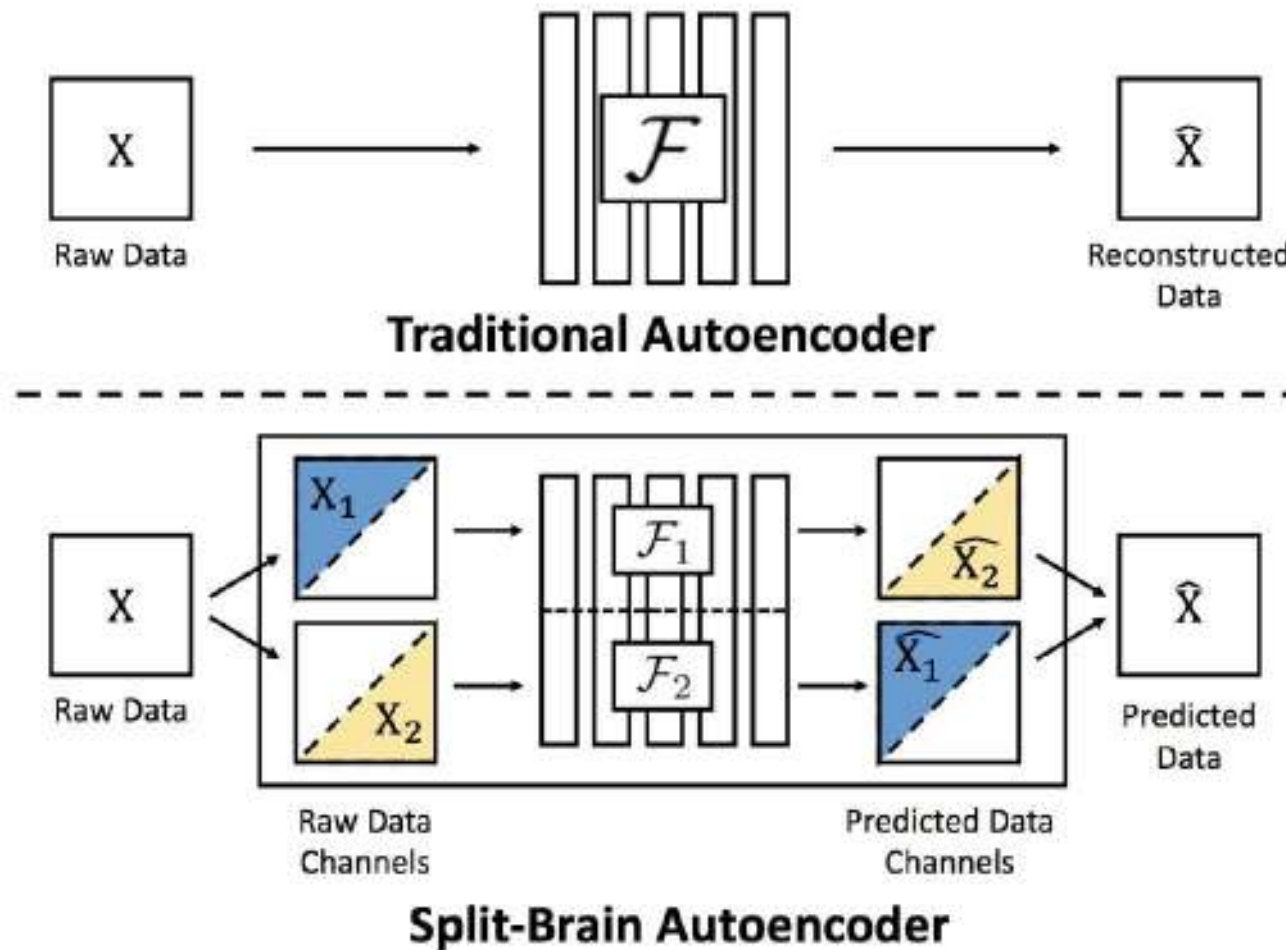 X
ℱ
X̂
Raw Data
Reconstructed
Data
Traditional Autoencoder
X₁
ℱ₁
X̂₂
X
X̂
ℱ₂
X₂
X̂₁
Raw Data
Predicted
Data
Raw Data
Channels
Predicted Data
Channels
Split-Brain Autoencoder